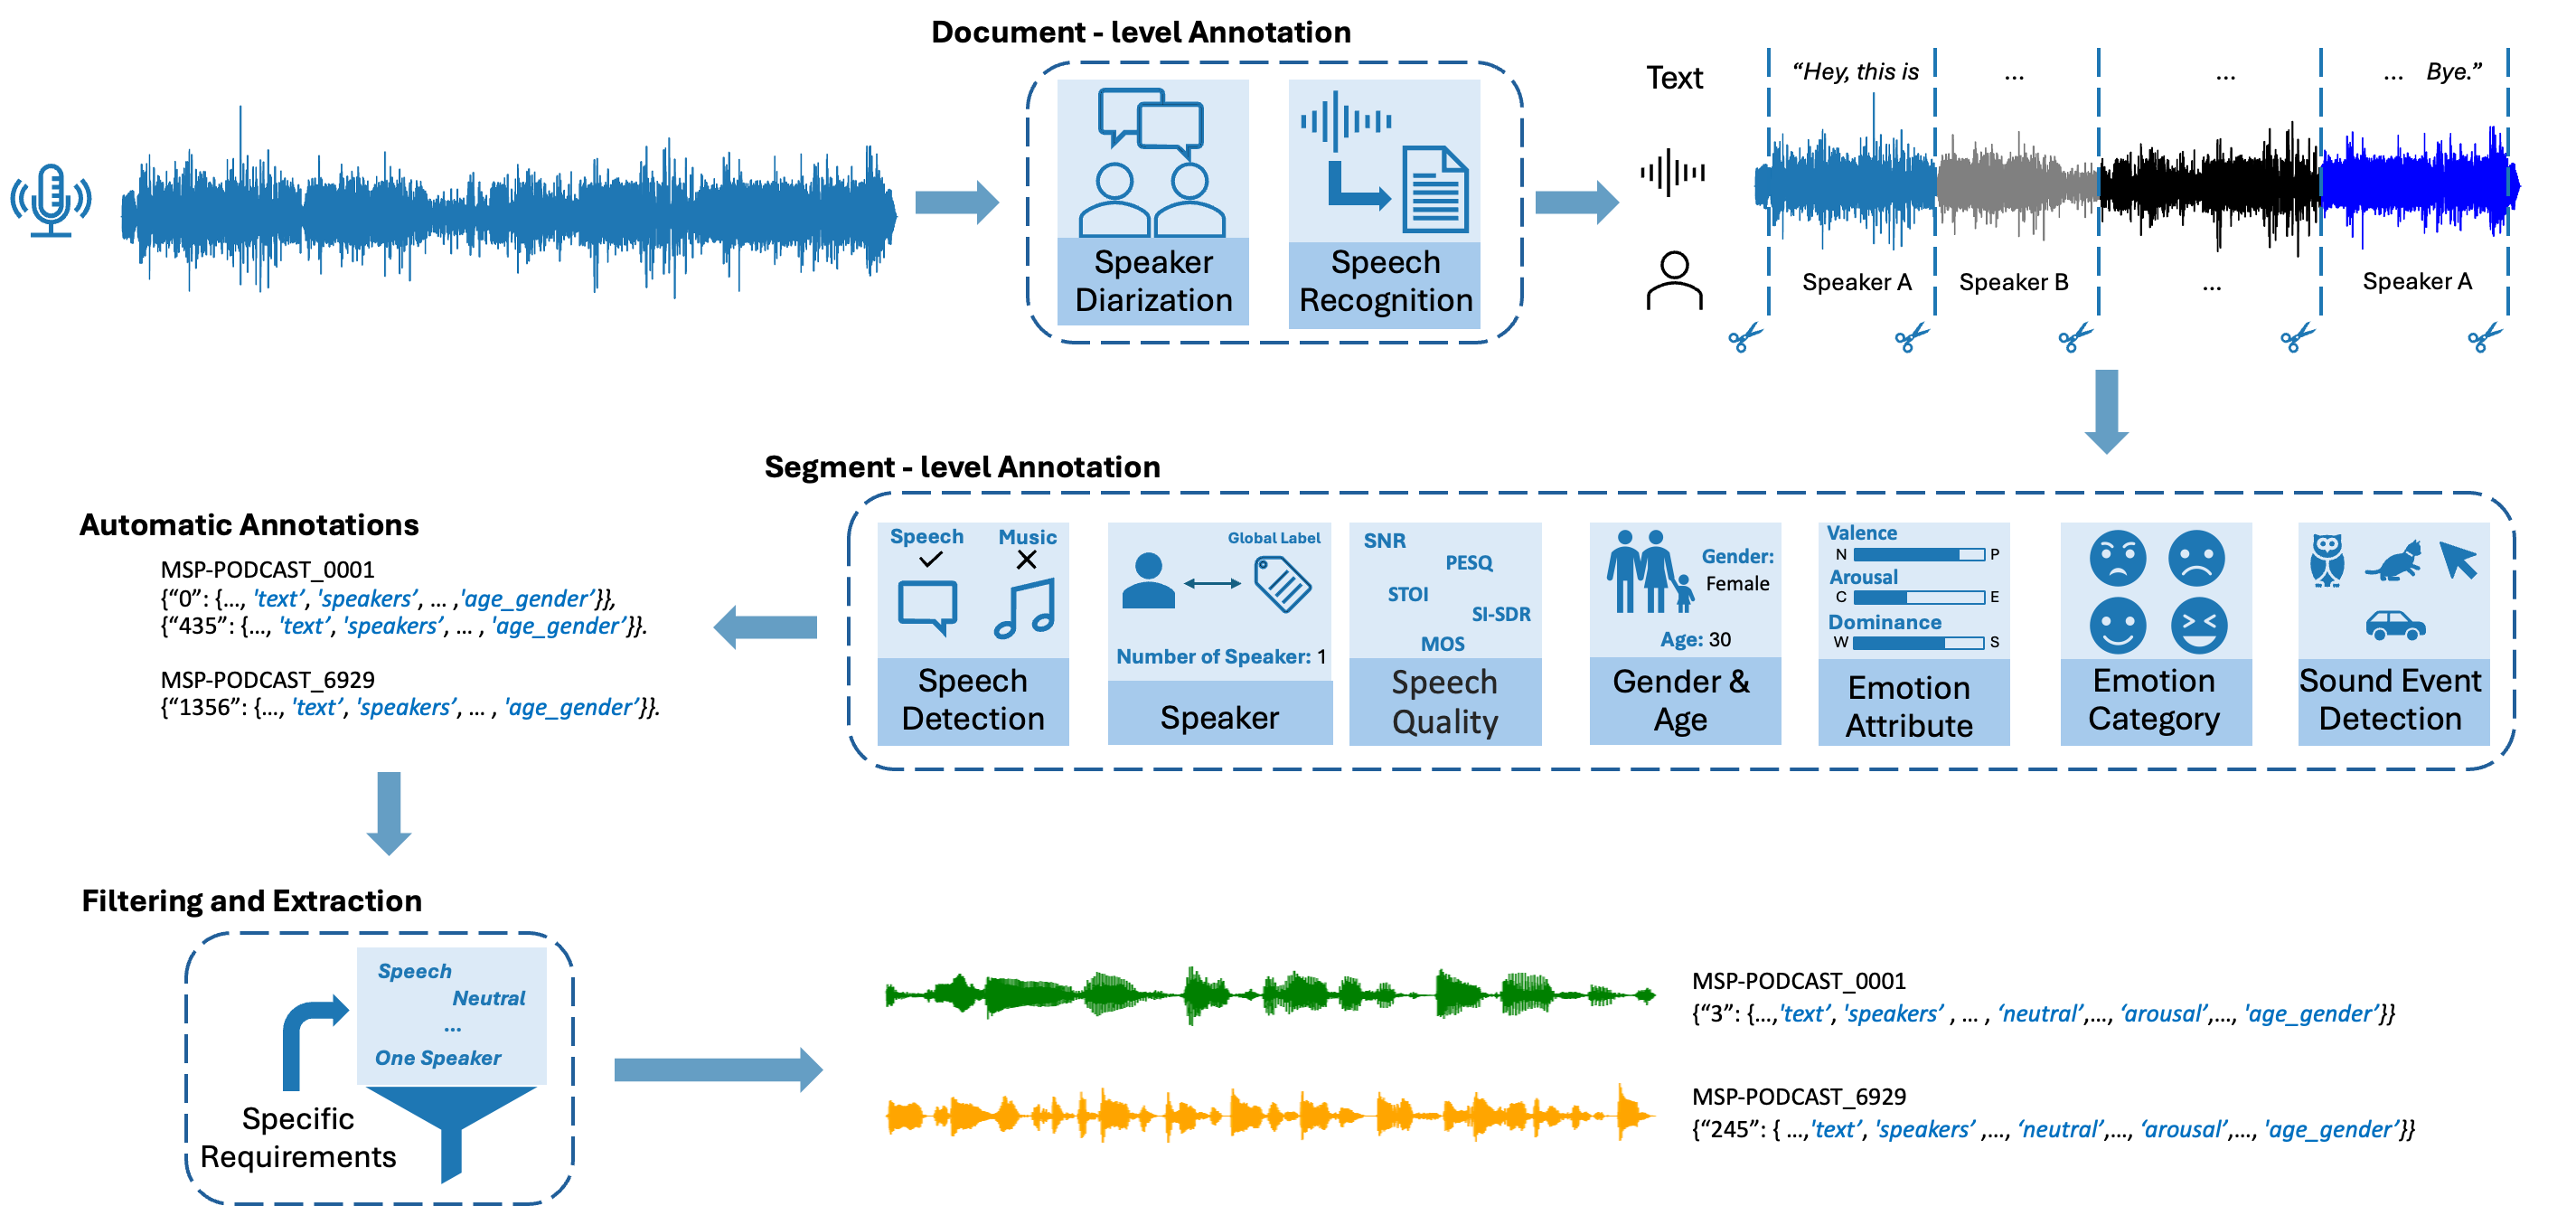 Document - level Annotation
Speaker
Diarization
Speech
Recognition
Text
“Hey, this is
...
...
... Bye.”
Speaker A
Speaker B
...
Speaker A
Segment - level Annotation
Speech
Music
Speech
Detection
Global Label
Number of Speaker: 1
Speaker
SNR
PESQ
STOI
SI-SDR
MOS
Speech
Quality
Gender:
Female
Age: 30
Gender &
Age
Valence
N P
Arousal
C E
Dominance
W S
Emotion
Attribute
Emotion
Category
Sound Event
Detection
Automatic Annotations
MSP-PODCAST_0001
{“0”: {..., 'text’, 'speakers’, ... ,'age_gender’}},
{“435”: {..., 'text’, 'speakers’, ... , 'age_gender’}}.
MSP-PODCAST_6929
{“1356”: {..., 'text’, 'speakers’, ... , 'age_gender’}}.
Filtering and Extraction
Speech
Neutral
...
One Speaker
Specific
Requirements
MSP-PODCAST_0001
{“3”: {...,'text’, 'speakers’ , ... , ‘neutral’,..., ‘arousal’,..., 'age_gender’}}
MSP-PODCAST_6929
{“245”: { ...,'text’, 'speakers’ ,..., ‘neutral’,..., ‘arousal’,..., 'age_gender’}}